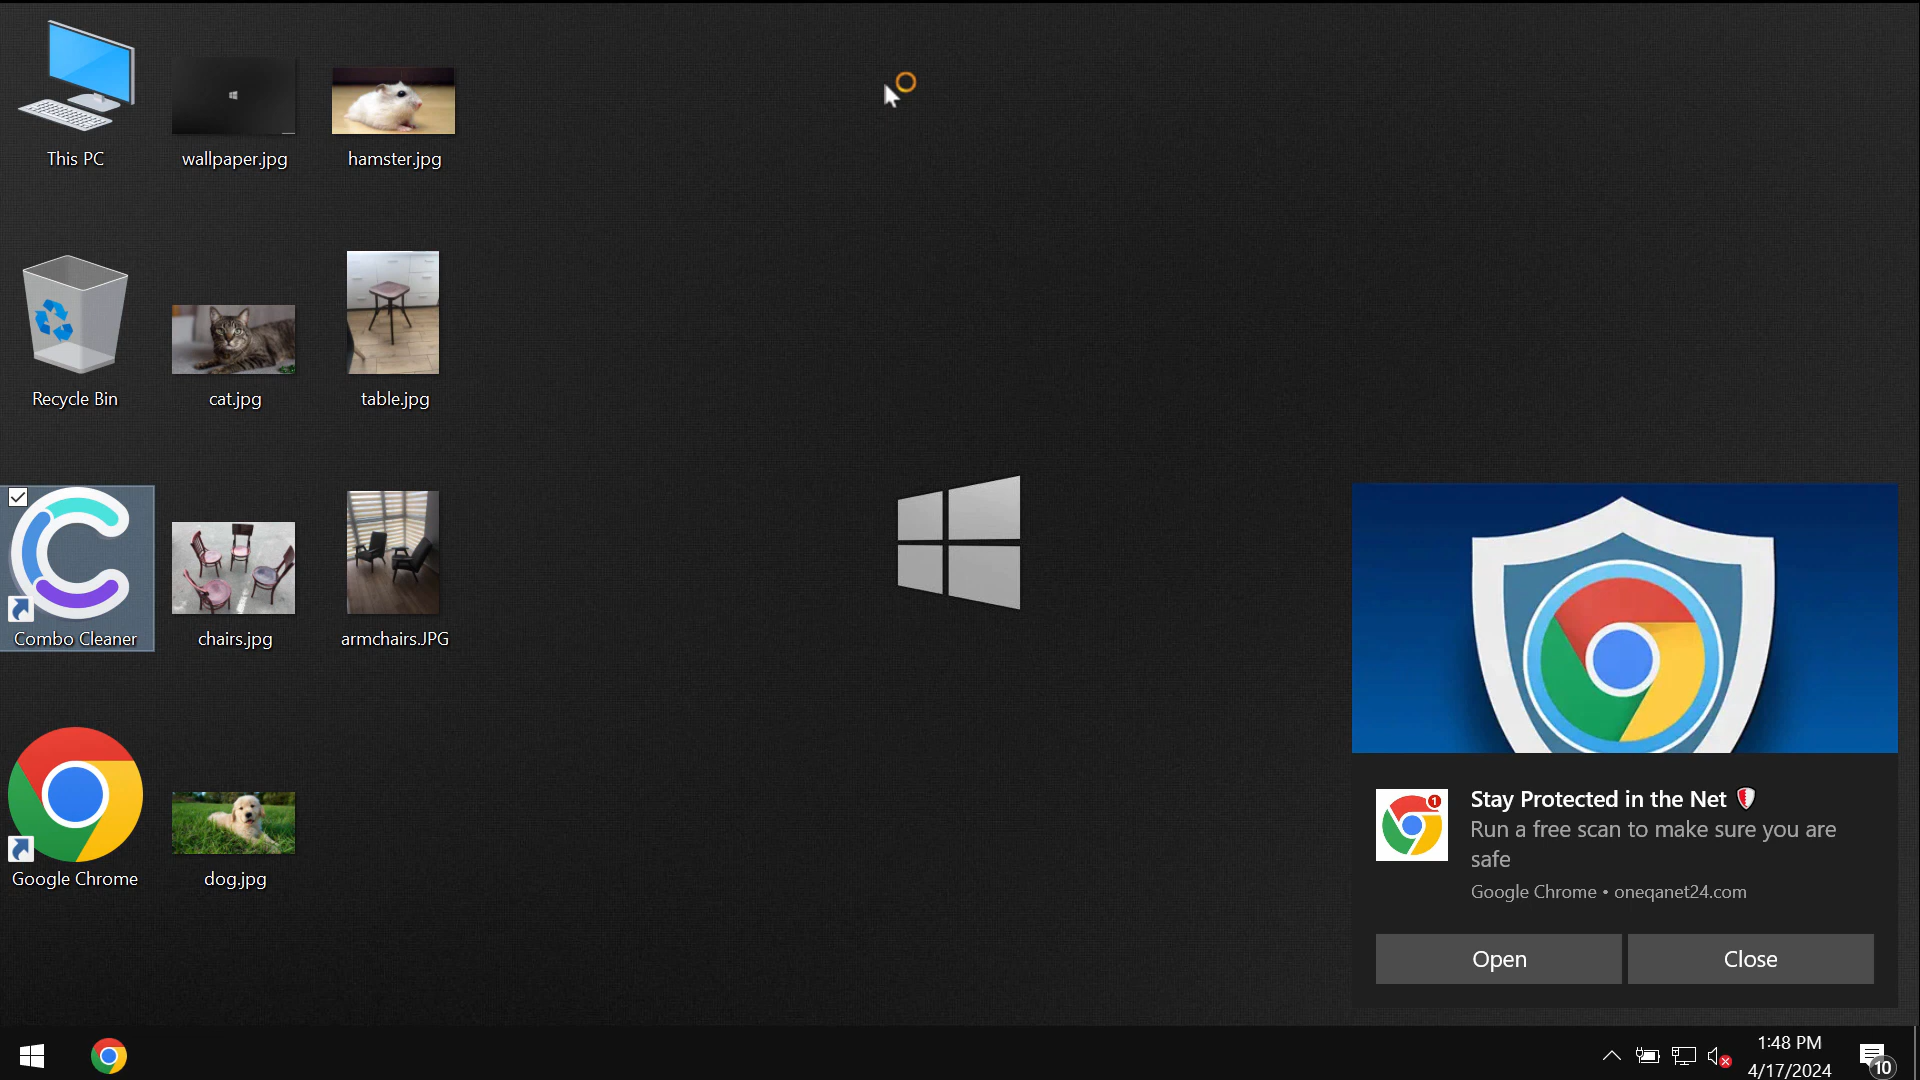 This PC
wallpaper.jpg
hamster.jpg
Recycle Bin
cat.jpg
table.jpg
Combo Cleaner
chairs.jpg
armchairs.JPG
Google Chrome
dog.jpg
1
Stay Protected in the Net
Run a free scan to make sure you are
safe
Google Chrome • oneqanet24.com
Open
Close
1:48 PM
4/17/2024
10